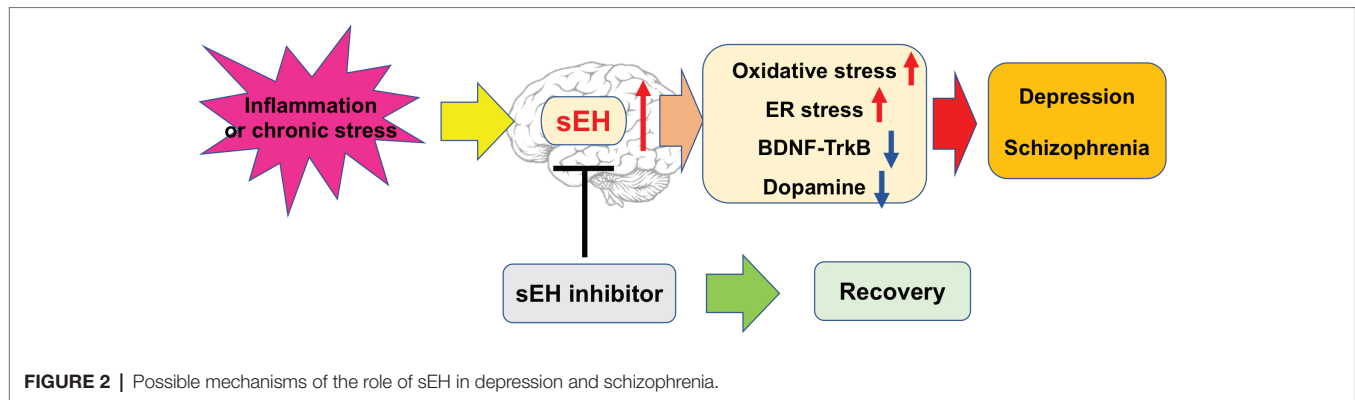 Inflammation
or chronic stress
sEH
Oxidative stress
ER stress
BDNF-TrkB
Dopamine
Depression
Schizophrenia
sEH inhibitor
Recovery
FIGURE 2 | Possible mechanisms of the role of sEH in depression and schizophrenia.